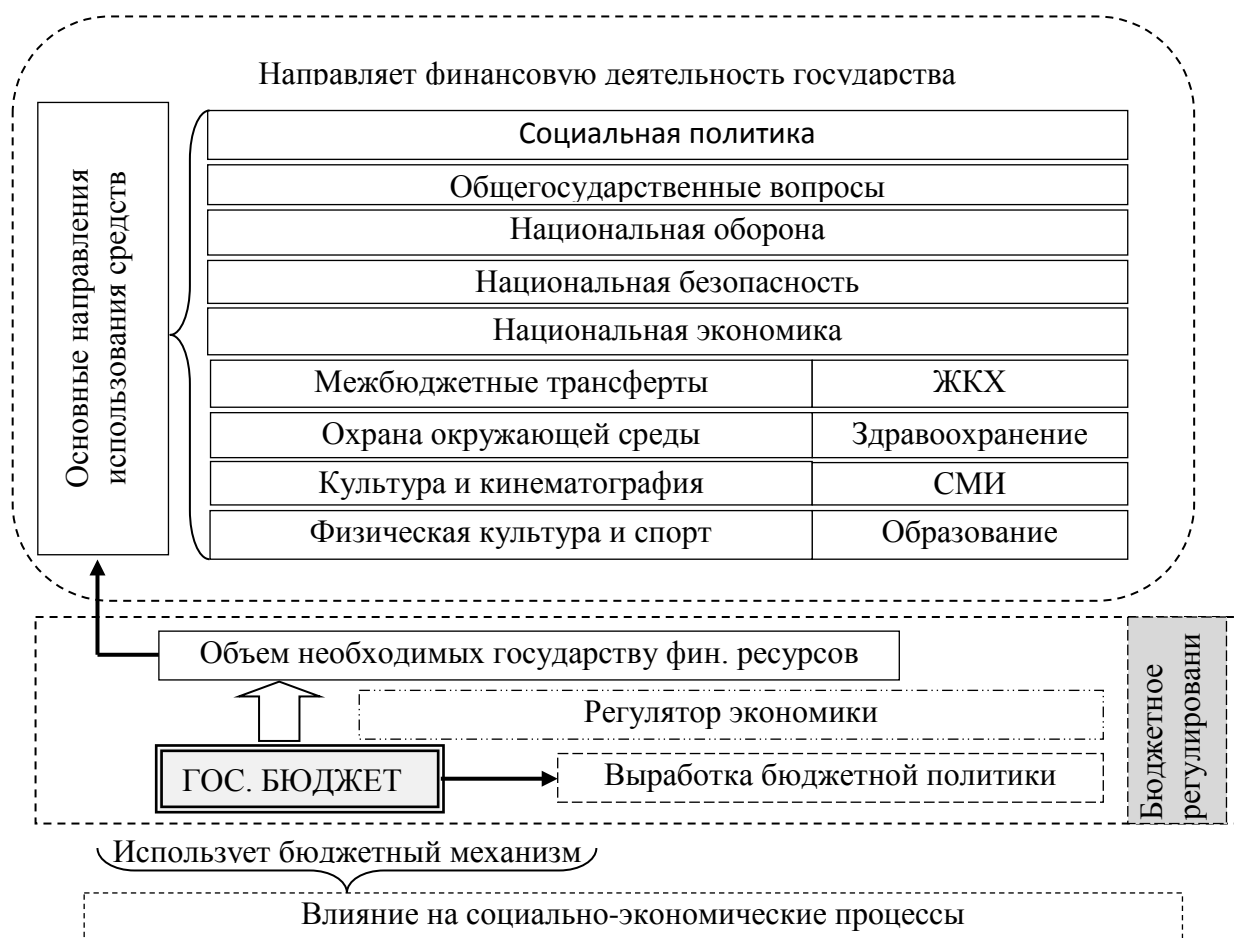 Направляет финансовую деятельность государства
Основные направления
использования средств
Социальная политика
Общегосударственные вопросы
Национальная оборона
Национальная безопасность
Национальная экономика
Межбюджетные трансферты
ЖКХ
Охрана окружающей среды
Здравоохранение
Культура и кинематография
СМИ
Физическая культура и спорт
Образование
Объем необходимых государству фин. ресурсов
Регулятор экономики
ГОС. БЮДЖЕТ
Выработка бюджетной политики
Бюджетное
регулировани
Использует бюджетный механизм
Влияние на социально-экономические процессы